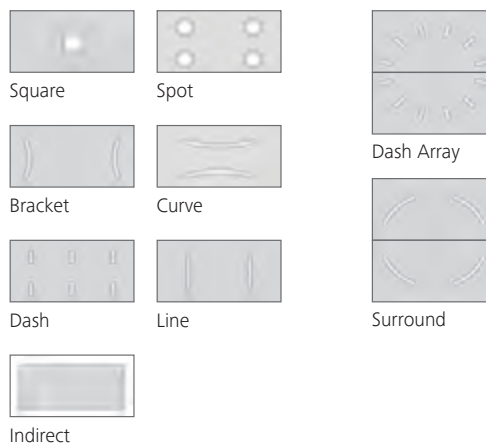 Square
Spot
Dash Array
Bracket
Curve
Dash
Line
Surround
Indirect